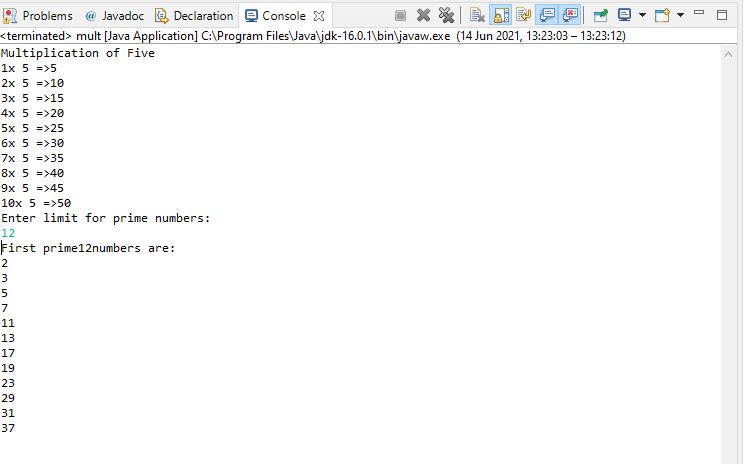 Problems @ Javadoc Declaration Console
<terminated> mult [Java Application] C:\Program Files\Java\jdk-16.0.1\bin\javaw.exe (14 Jun 2021, 13:23:03 – 13:23:12)
Multiplication of Five
1x 5 =>5
2x 5 =>10
3x 5 =>15
4x 5 =>20
5x 5 =>25
6x 5 =>30
7x 5 =>35
8x 5 =>40
9x 5 =>45
10x 5 =>50
Enter limit for prime numbers:
12
First prime12numbers are:
2
3
5
7
11
13
17
19
23
29
31
37